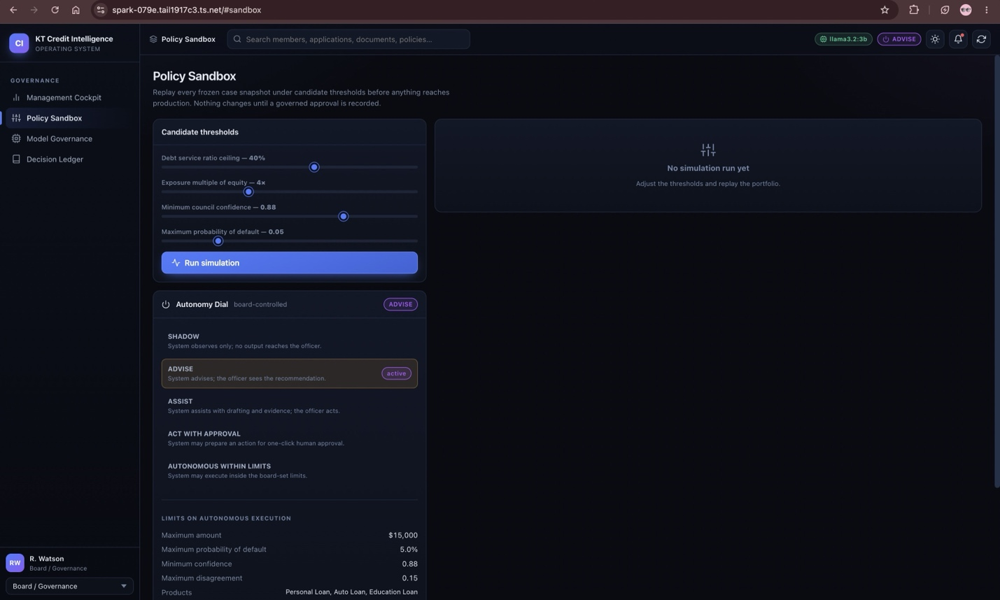 spark-079e.tail1917c3.ts.net/#sandbox
CI
KT Credit Intelligence
OPERATING SYSTEM
Policy Sandbox
Search members, applications, documents, policies...
llama3.2:3b
ADVISE
GOVERNANCE
Management Cockpit
Policy Sandbox
Model Governance
Decision Ledger
Policy Sandbox
Replay every frozen case snapshot under candidate thresholds before anything reaches
production. Nothing changes until a governed approval is recorded.
Candidate thresholds
Debt service ratio ceiling — 40%
Exposure multiple of equity — 4×
Minimum council confidence — 0.88
Maximum probability of default — 0.05
Run simulation
No simulation run yet
Adjust the thresholds and replay the portfolio.
Autonomy Dial board-controlled ADVISE
SHADOW
System observes only; no output reaches the officer.
ADVISE
System advises; the officer sees the recommendation.
active
ASSIST
System assists with drafting and evidence; the officer acts.
ACT WITH APPROVAL
System may prepare an action for one-click human approval.
AUTONOMOUS WITHIN LIMITS
System may execute inside the board-set limits.
LIMITS ON AUTONOMOUS EXECUTION
Maximum amount $15,000
Maximum probability of default 5.0%
Minimum confidence 0.88
Maximum disagreement 0.15
Products Personal Loan, Auto Loan, Education Loan
RW
R. Watson
Board / Governance
Board / Governance